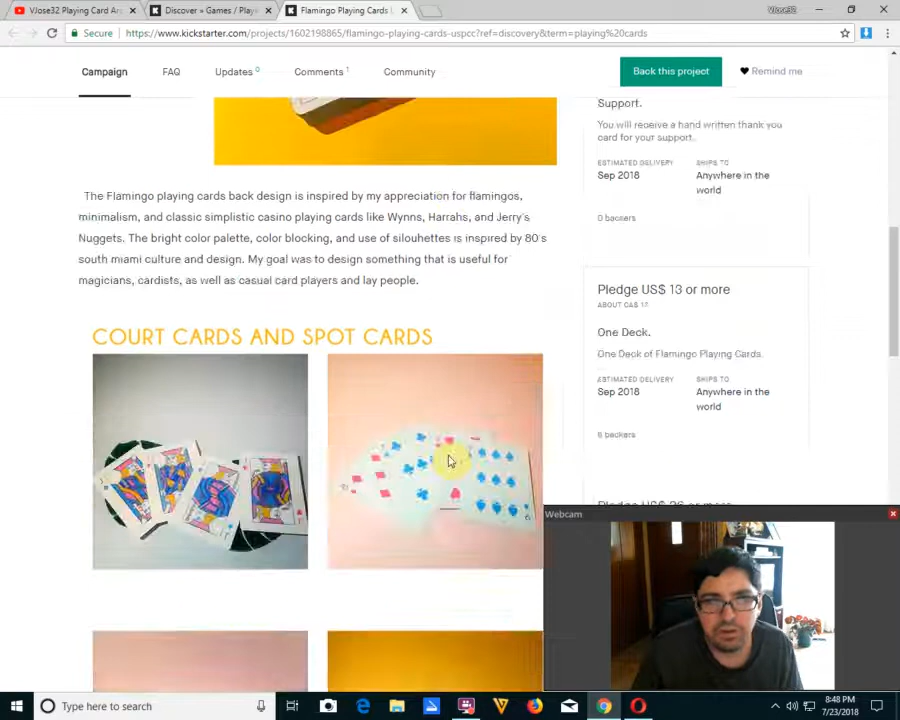 VJose32 Playing Card Ar
Discover » Games / Playi
Flamingo Playing Cards
VJose32
Secure
https://www.kickstarter.com/projects/1602198865/flamingo-playing-cards-uspcc?ref=discovery&term=playing%20cards
Campaign
FAQ
Updates 0
Comments 1
Community
Back this project
Remind me
Support.
You will receive a hand written thank you
card for your support.
ESTIMATED DELIVERY
SHIPS TO
Sep 2018
Anywhere in the
world
0 backers
The Flamingo playing cards back design is inspired by my appreciation for flamingos,
minimalism, and classic simplistic casino playing cards like Wynns, Harrahs, and Jerry's
Nuggets. The bright color palette, color blocking, and use of silouhettes is inspired by 80's
south miami culture and design. My goal was to design something that is useful for
magicians, cardists, as well as casual card players and lay people.
Pledge US$ 13 or more
ABOUT CA$ 17
One Deck.
One Deck of Flamingo Playing Cards.
ESTIMATED DELIVERY
SHIPS TO
Sep 2018
Anywhere in the
world
6 backers
COURT CARDS AND SPOT CARDS
Pledge US$ 26 or more
Webcam
Type here to search
8:48 PM
7/23/2018